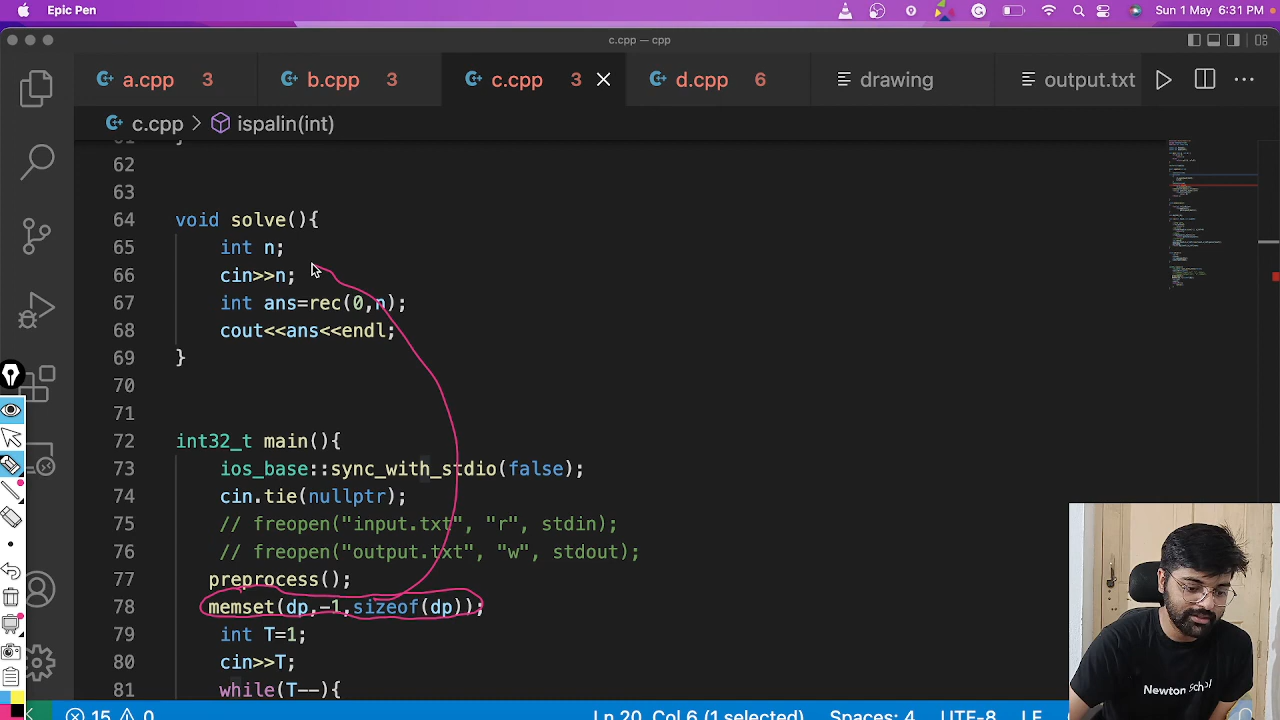 Epic Pen
Sun 1 May 6:31 PM
c.cpp — cpp
a.cpp 3
b.cpp 3
c.cpp 3
d.cpp 6
drawing
output.txt
c.cpp > ispalin(int)
61 }
62
63
64 void solve(){
65 int n;
66 cin>>n;
67 int ans=rec(0,n);
68 cout<<ans<<endl;
69 }
70
71
72 int32_t main(){
73 ios_base::sync_with_stdio(false);
74 cin.tie(nullptr);
75 // freopen("input.txt", "r", stdin);
76 // freopen("output.txt", "w", stdout);
77 preprocess();
78 memset(dp,-1,sizeof(dp));
79 int T=1;
80 cin>>T;
81 while(T--){
Newton School
15 0
Ln 20, Col 6 (1 selected)
Spaces: 4
UTF-8
LF